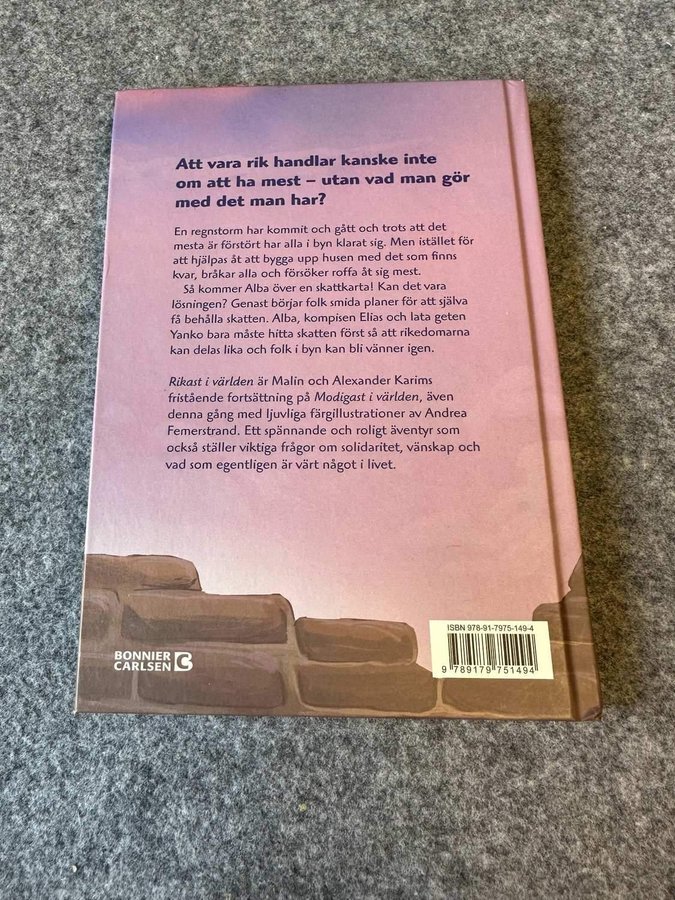 Att vara rik handlar kanske inte
om att ha mest – utan vad man gör
med det man har?
En regnstorm har kommit och gått och trots att det
mesta är förstört har alla i byn klarat sig. Men istället för
att hjälpas åt att bygga upp husen med det som finns
kvar, bråkar alla och försöker roffa åt sig mest.
Så kommer Alba över en skattkarta! Kan det vara
lösningen? Genast börjar folk smida planer för att själva
få behålla skatten. Alba, kompisen Elias och lata geten
Yanko bara måste hitta skatten först så att rikedomarna
kan delas lika och folk i byn kan bli vänner igen.
Rikast i världen är Malin och Alexander Karims
fristående fortsättning på Modigast i världen, även
denna gång med ljuvliga färgillustrationer av Andrea
Femerstrand. Ett spännande och roligt äventyr som
också ställer viktiga frågor om solidaritet, vänskap och
vad som egentligen är värt något i livet.
BONNIER
CARLSEN
ISBN 978-91-7975-149-4
9 789179 751494